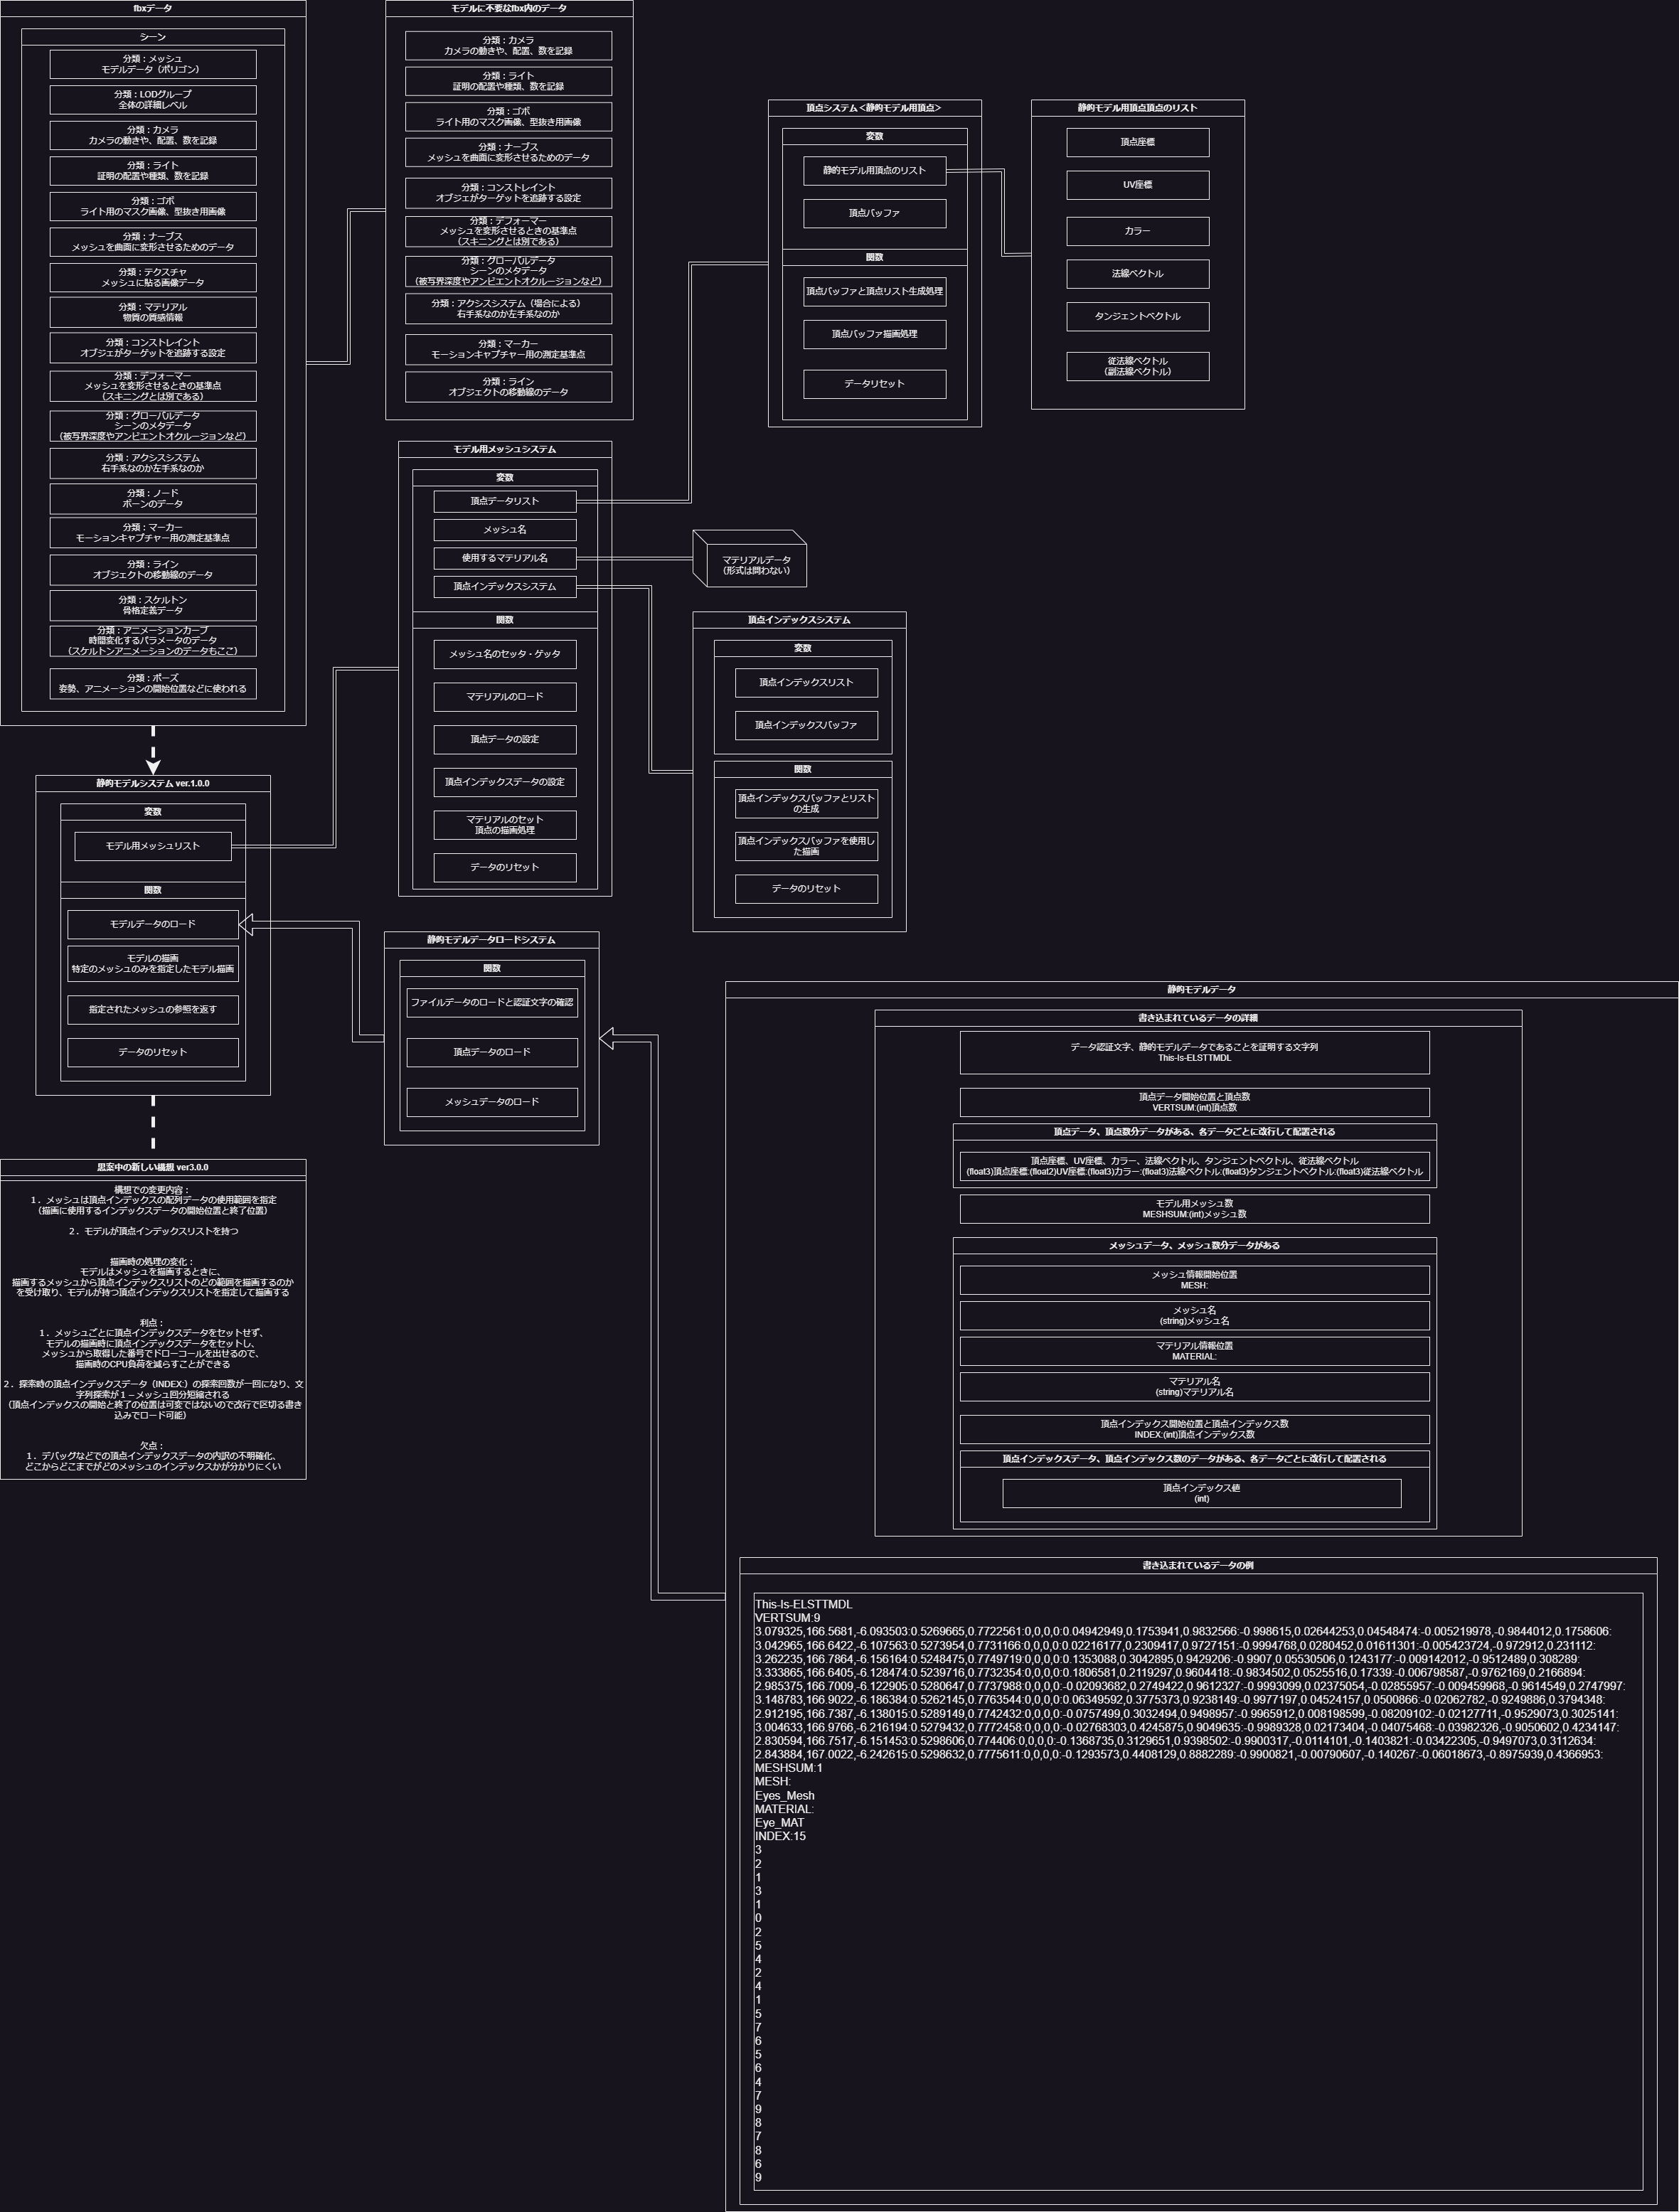 fbxデータ
シーン
分類：メッシュ
モデルデータ（ポリゴン）
分類：LODグループ
全体の詳細レベル
分類：カメラ
カメラの動きや、配置、数を記録
分類：ライト
証明の配置や種類、数を記録
分類：ゴボ
ライト用のマスク画像、型抜き用画像
分類：ナーブス
メッシュを曲面に変形させるためのデータ
分類：テクスチャ
メッシュに貼る画像データ
分類：マテリアル
物質の質感情報
分類：コンストレイント
オブジェがターゲットを追跡する設定
分類：デフォーマー
メッシュを変形させるときの基準点
（スキニングとは別である）
分類：グローバルデータ
シーンのメタデータ
（被写界深度やアンビエントオクルージョンなど）
分類：アクシスシステム
右手系なのか左手系なのか
分類：ノード
ボーンのデータ
分類：マーカー
モーションキャプチャー用の測定基準点
分類：ライン
オブジェクトの移動線のデータ
分類：スケルトン
骨格定義データ
分類：アニメーションカーブ
時間変化するパラメータのデータ
（スケルトンアニメーションのデータもここ）
分類：ポーズ
姿勢、アニメーションの開始位置などに使われる
モデルに不要なfbx内のデータ
分類：カメラ
カメラの動きや、配置、数を記録
分類：ライト
証明の配置や種類、数を記録
分類：ゴボ
ライト用のマスク画像、型抜き用画像
分類：ナーブス
メッシュを曲面に変形させるためのデータ
分類：コンストレイント
オブジェがターゲットを追跡する設定
分類：デフォーマー
メッシュを変形させるときの基準点
（スキニングとは別である）
分類：グローバルデータ
シーンのメタデータ
（被写界深度やアンビエントオクルージョンなど）
分類：アクシスシステム（場合による）
右手系なのか左手系なのか
分類：マーカー
モーションキャプチャー用の測定基準点
分類：ライン
オブジェクトの移動線のデータ
頂点システム＜静的モデル用頂点＞
変数
静的モデル用頂点のリスト
頂点バッファ
関数
頂点バッファと頂点リスト生成処理
頂点バッファ描画処理
データリセット
静的モデル用頂点頂点のリスト
頂点座標
UV座標
カラー
法線ベクトル
タンジェントベクトル
従法線ベクトル
（副法線ベクトル）
モデル用メッシュシステム
変数
頂点データリスト
メッシュ名
使用するマテリアル名
頂点インデックスシステム
関数
メッシュ名のセッタ・ゲッタ
マテリアルのロード
頂点データの設定
頂点インデックスデータの設定
マテリアルのセット
頂点の描画処理
データのリセット
マテリアルデータ
（形式は問わない）
頂点インデックスシステム
変数
頂点インデックスリスト
頂点インデックスバッファ
関数
頂点インデックスバッファとリスト
の生成
頂点インデックスバッファを使用し
た描画
データのリセット
静的モデルシステム ver.1.0.0
変数
モデル用メッシュリスト
関数
モデルデータのロード
モデルの描画
特定のメッシュのみを指定したモデル描画
指定されたメッシュの参照を返す
データのリセット
静的モデルデータロードシステム
関数
ファイルデータのロードと認証文字の確認
頂点データのロード
メッシュデータのロード
思案中の新しい構想 ver3.0.0
構想での変更内容：
１．メッシュは頂点インデックスの配列データの使用範囲を指定
（描画に使用するインデックスデータの開始位置と終了位置）
２．モデルが頂点インデックスリストを持つ
描画時の処理の変化：
モデルはメッシュを描画するときに、
描画するメッシュから頂点インデックスリストのどの範囲を描画するのか
を受け取り、モデルが持つ頂点インデックスリストを指定して描画する
利点：
１．メッシュごとに頂点インデックスデータをセットせず、
モデルの描画時に頂点インデックスデータをセットし、
メッシュから取得した番号でドローコールを出せるので、
描画時のCPU負荷を減らすことができる
２．探索時の頂点インデックスデータ（INDEX:）の探索回数が一回になり、文
字列探索が１－メッシュ回分短縮される
（頂点インデックスの開始と終了の位置は可変ではないので改行で区切る書き
込みでロード可能）
欠点：
１．デバッグなどでの頂点インデックスデータの内訳の不明確化、
どこからどこまでがどのメッシュのインデックスかが分かりにくい
静的モデルデータ
書き込まれているデータの詳細
データ認証文字、静的モデルデータであることを証明する文字列
This-Is-ELSTTMDL
頂点データ開始位置と頂点数
VERTSUM:(int)頂点数
頂点データ、頂点数分データがある、各データごとに改行して配置される
頂点座標、UV座標、カラー、法線ベクトル、タンジェントベクトル、従法線ベクトル
(float3)頂点座標:(float2)UV座標:(float3)カラー:(float3)法線ベクトル:(float3)タンジェントベクトル:(float3)従法線ベクトル
モデル用メッシュ数
MESHSUM:(int)メッシュ数
メッシュデータ、メッシュ数分データがある
メッシュ情報開始位置
MESH:
メッシュ名
(string)メッシュ名
マテリアル情報位置
MATERIAL:
マテリアル名
(string)マテリアル名
頂点インデックス開始位置と頂点インデックス数
INDEX:(int)頂点インデックス数
頂点インデックステータ、頂点インデックス数のデータがある、各データごとに改行して配置される
頂点インデックス値
(int)
書き込まれているデータの例
This-Is-ELSTTMDL
VERTSUM:9
3.079325,166.5681,-6.093503:0.5269665,0.7722561:0,0,0,0:0.04942949,0.1753941,0.9832566:-0.998615,0.02644253,0.04548474:-0.005219978,-0.9844012,0.1758606:
3.042965,166.6422,-6.107563:0.5273954,0.7731166:0,0,0,0:0.02216177,0.2309417,0.9727151:-0.9994768,0.0280452,0.01611301:-0.005423724,-0.972912,0.231112:
3.262235,166.7864,-6.156164:0.5248475,0.7749719:0,0,0,0:0.1353088,0.3042895,0.9429206:-0.9907,0.05530506,0.1243177:-0.009142012,-0.9512489,0.308289:
3.333865,166.6405,-6.128474:0.5239716,0.7732354:0,0,0,0:0.1806581,0.2119297,0.9604418:-0.9834502,0.0525516,0.17339:-0.006798587,-0.9762169,0.2166894:
2.985375,166.7009,-6.122905:0.5280647,0.7737988:0,0,0,0:-0.02093682,0.2749422,0.9612327:-0.9993099,0.02375054,-0.02855957:-0.009459968,-0.9614549,0.2747997:
3.148783,166.9022,-6.186384:0.5262145,0.7763544:0,0,0,0:0.06349592,0.3775373,0.9238149:-0.9977197,0.04524157,0.0500866:-0.02062782,-0.9249886,0.3794348:
2.912195,166.7387,-6.138015:0.5289149,0.7742432:0,0,0,0:-0.0757499,0.3032494,0.9498957:-0.9965912,0.008198599,-0.08209102:-0.02127711,-0.9529073,0.3025141:
3.004633,166.9766,-6.216194:0.5279432,0.7772458:0,0,0,0:-0.02768303,0.4245875,0.9049635:-0.9989328,0.02173404,-0.04075468:-0.03982326,-0.9050602,0.4234147:
2.830594,166.7517,-6.151453:0.5298606,0.774406:0,0,0,0:-0.1368735,0.3129651,0.9398502:-0.9900317,-0.0114101,-0.1403821:-0.03422305,-0.9497073,0.3112634:
2.843884,167.0022,-6.242615:0.5298632,0.7775611:0,0,0,0:-0.1293573,0.4408129,0.8882289:-0.9900821,-0.00790607,-0.140267:-0.06018673,-0.8975939,0.4366953:
MESHSUM:1
MESH:
Eyes_Mesh
MATERIAL:
Eye_MAT
INDEX:15
3
2
1
3
1
0
2
5
4
2
4
1
5
7
6
5
6
4
7
9
8
7
8
6
9